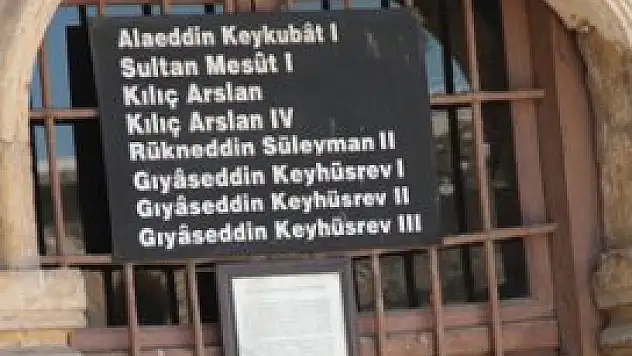 Alaeddin Keykubât I
Sultan Mesût I
Kılıç Arslan
Kılıç Arslan IV
Rükneddin Süleyman II
Gıyâseddin Keyhüsrev I
Gıyâseddin Keyhüsrev II
Gıyâseddin Keyhüsrev III